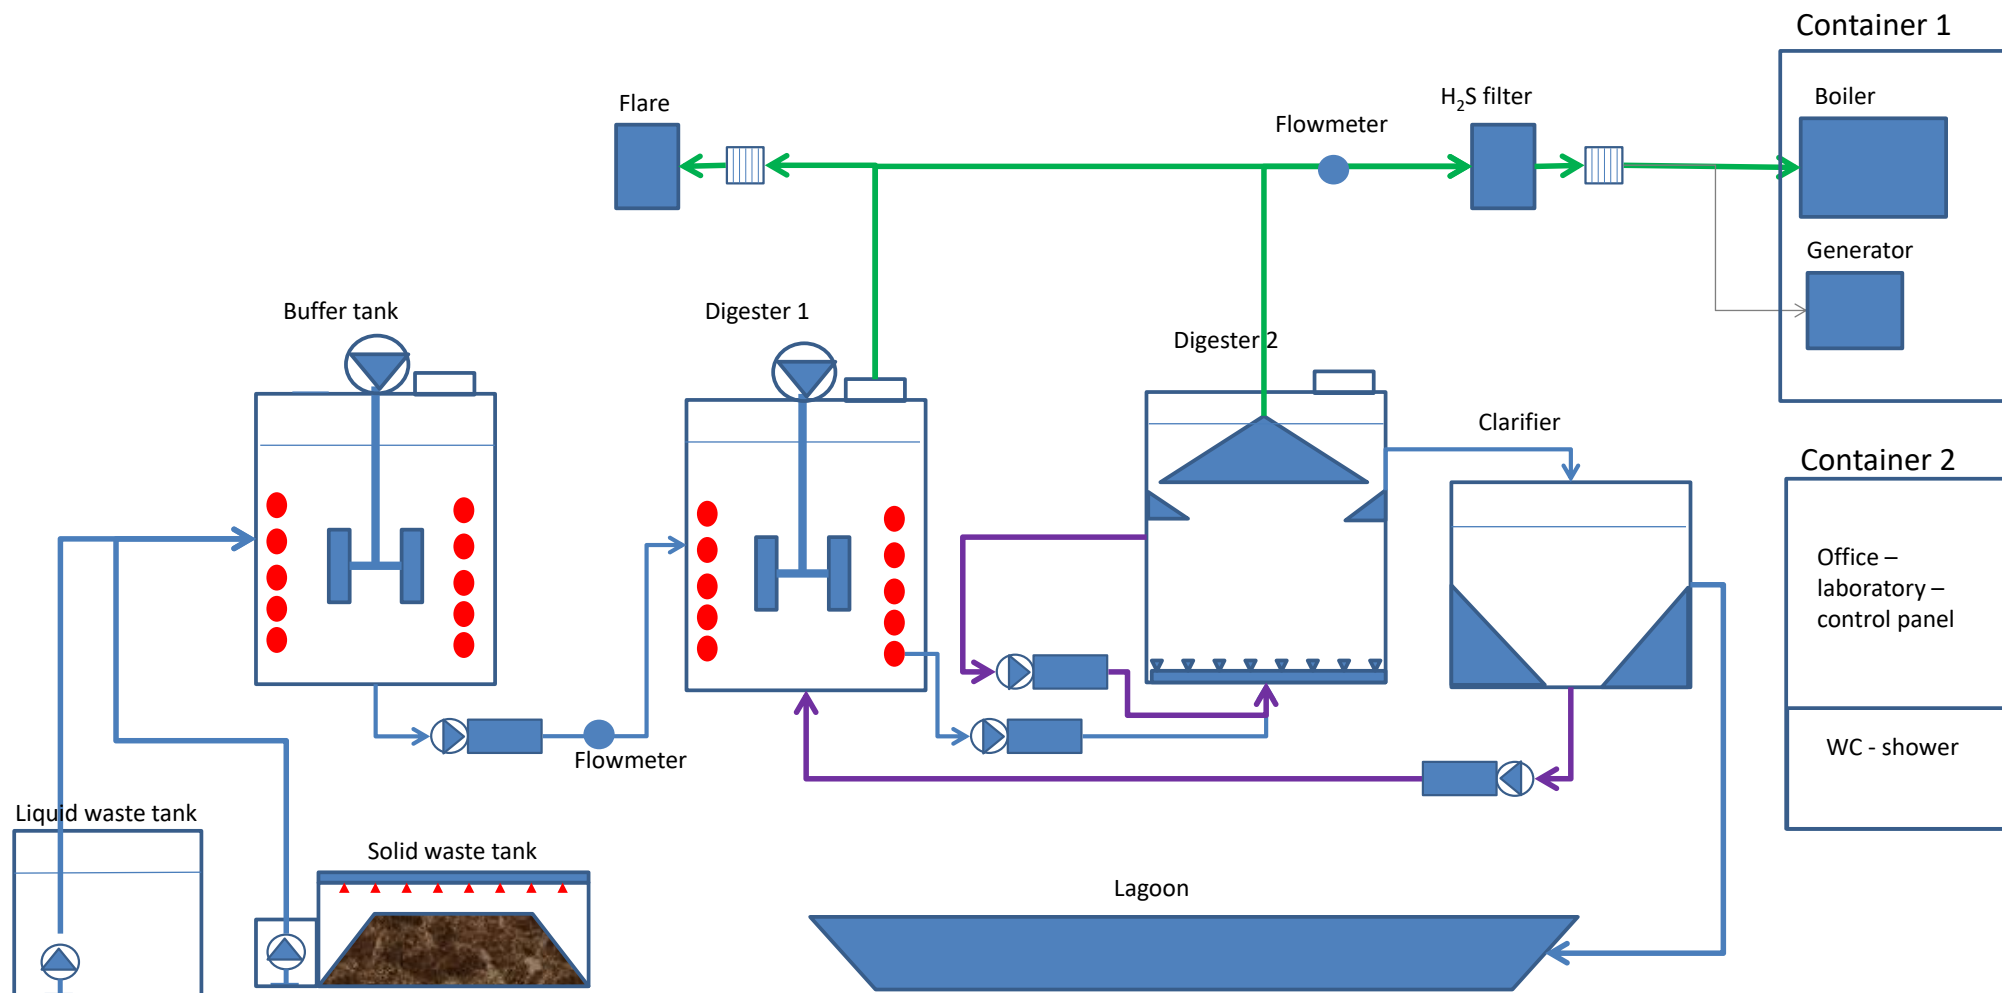 Container 1
Flare
H₂S filter
Boiler
Flowmeter
Generator
Buffer tank
Digester 1
Digester 2
Clarifier
Container 2
Office –
laboratory –
control panel
WC - shower
Flowmeter
Liquid waste tank
Solid waste tank
Lagoon